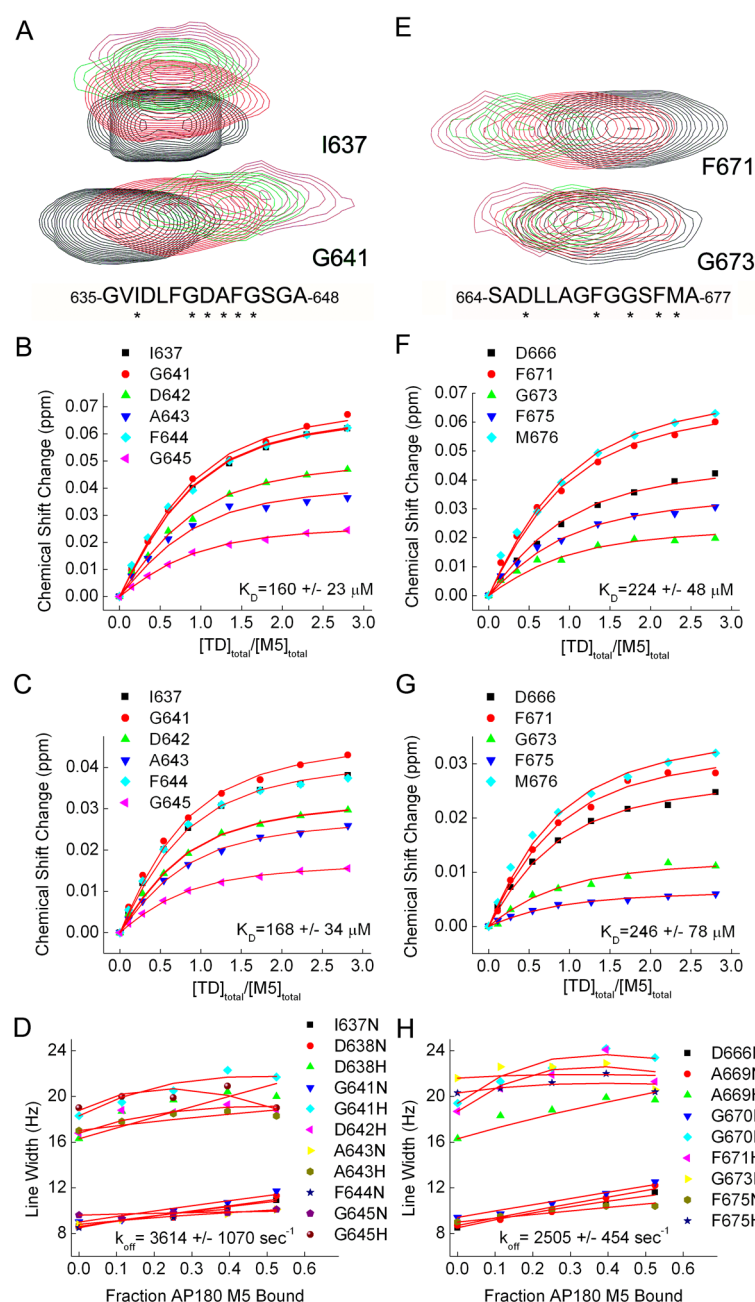 A
I637
G641
635-GVIDLFGDAFGSGA-648
* * * * * *
B
I637
G641
D642
A643
F644
G645
Chemical Shift Change (ppm)
0.07
0.06
0.05
0.04
0.03
0.02
0.01
0.00
K_D=160 +/- 23 μM
0.0 0.5 1.0 1.5 2.0 2.5 3.0
[TD]total/[M5]total
C
I637
G641
D642
A643
F644
G645
Chemical Shift Change (ppm)
0.04
0.03
0.02
0.01
0.00
K_D=168 +/- 34 μM
0.0 0.5 1.0 1.5 2.0 2.5 3.0
[TD]total/[M5]total
D
I637N
D638N
D638H
G641N
G641H
D642H
A643N
A643H
F644N
G645N
G645H
Line Width (Hz)
24
20
16
12
8
k_off= 3614 +/- 1070 sec⁻¹
0.0 0.1 0.2 0.3 0.4 0.5 0.6
Fraction AP180 M5 Bound
E
F671
G673
664-SADLLAGFGGSFMA-677
* * * * *
F
D666
F671
G673
F675
M676
Chemical Shift Change (ppm)
0.07
0.06
0.05
0.04
0.03
0.02
0.01
0.00
K_D=224 +/- 48 μM
0.0 0.5 1.0 1.5 2.0 2.5 3.0
[TD]total/[M5]total
G
D666
F671
G673
F675
M676
Chemical Shift Change (ppm)
0.03
0.02
0.01
0.00
K_D=246 +/- 78 μM
0.0 0.5 1.0 1.5 2.0 2.5 3.0
[TD]total/[M5]total
H
A669H
F675N
F675H
Line Width (Hz)
24
20
16
12
8
k_off= 2505 +/- 454 sec⁻¹
0.0 0.1 0.2 0.3 0.4 0.5 0.6
Fraction AP180 M5 Bound